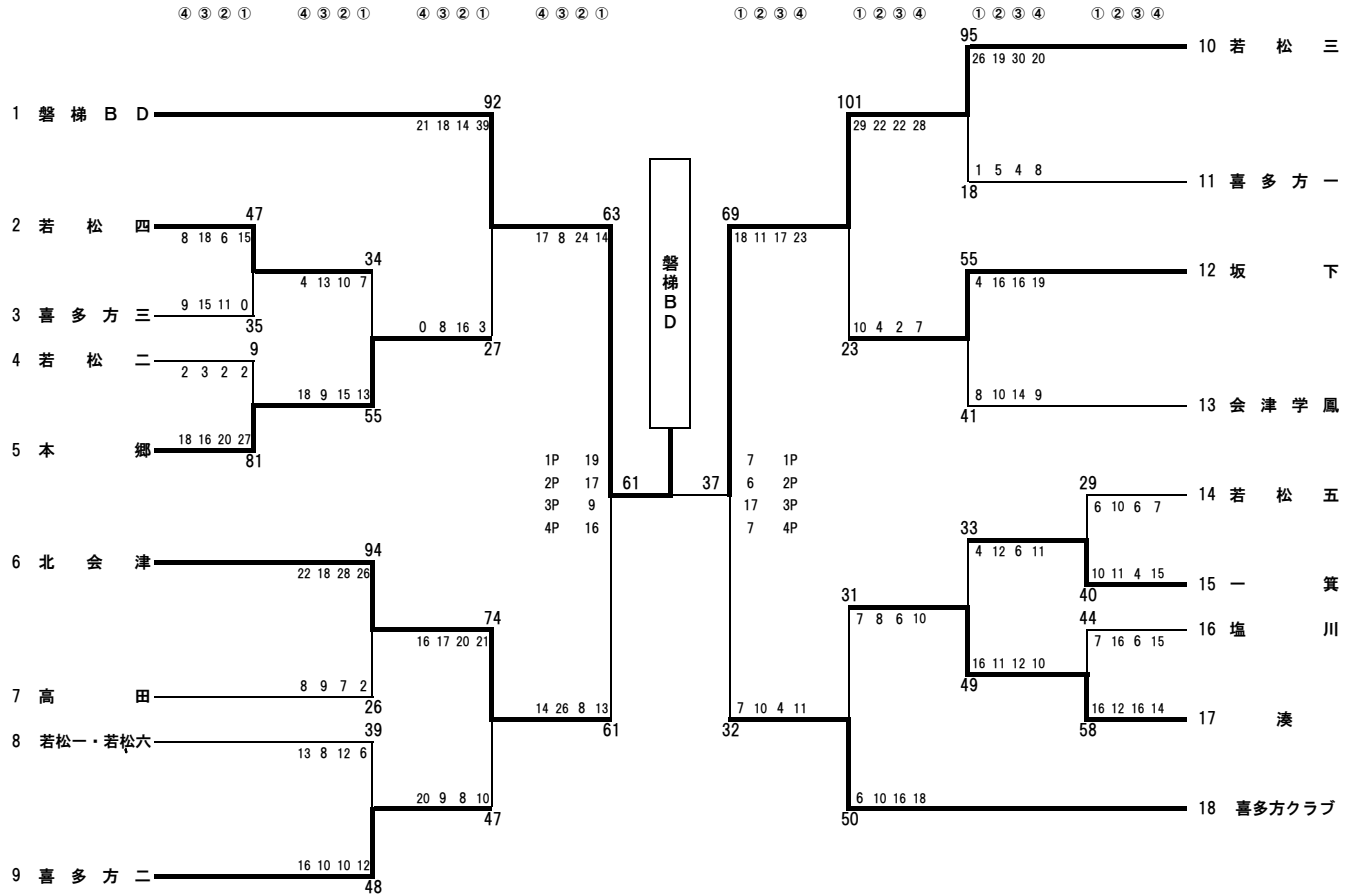 ④ ③ ② ① ④ ③ ② ① ④ ③ ② ① ④ ③ ② ① ① ② ③ ④ ① ② ③ ④ ① ② ③ ④ ① ② ③ ④
95
10 若松三
26 19 30 20
92
101
1 磐梯BD
21 18 14 39
29 22 22 28
1 5 4 8
11 喜多方一
18
47
63
69
2 若松四
8 18 6 15
17 8 24 14
18 11 17 23
磐梯BD
34
55
12 坂下
4 13 10 7
4 16 16 19
9 15 11 0
3 喜多方三
35
0 8 16 3
27
10 4 2 7
23
9
4 若松二
2 3 2 2
18 9 15 13
55
8 10 14 9
41
13 会津学鳳
18 16 20 27
5 本郷
81
1P 19 7 1P
2P 17 6 2P
3P 9 17 3P
4P 16 7 4P
61 37
29
14 若松五
6 10 6 7
33
4 12 6 11
94
6 北会津
22 18 28 26
10 11 4 15
15 一箕
40
74
16 17 20 21
31
7 8 6 10
44
16 塩川
7 16 6 15
16 11 12 10
49
8 9 7 2
7 高田
26
14 26 8 13
61
7 10 4 11
32
16 12 16 14
17 湊
58
39
8 若松一・若松六
13 8 12 6
20 9 8 10
47
6 10 16 18
50
18 喜多方クラブ
16 10 10 12
9 喜多方二
48